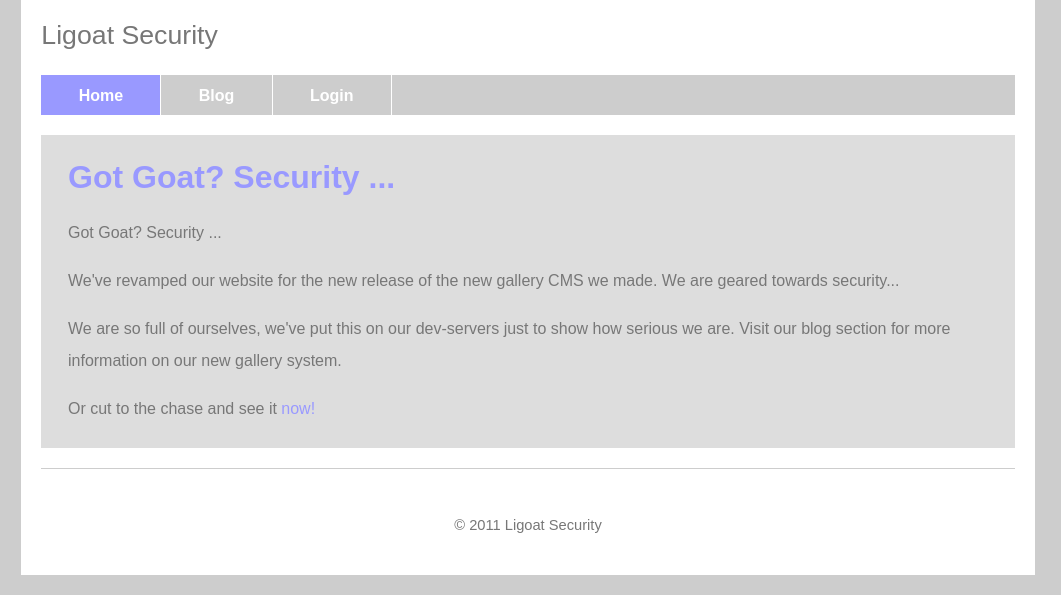 Ligoat Security
Home Blog Login
Got Goat? Security ...
Got Goat? Security ...
We've revamped our website for the new release of the new gallery CMS we made. We are geared towards security...
We are so full of ourselves, we've put this on our dev-servers just to show how serious we are. Visit our blog section for more
information on our new gallery system.
Or cut to the chase and see it now!
© 2011 Ligoat Security